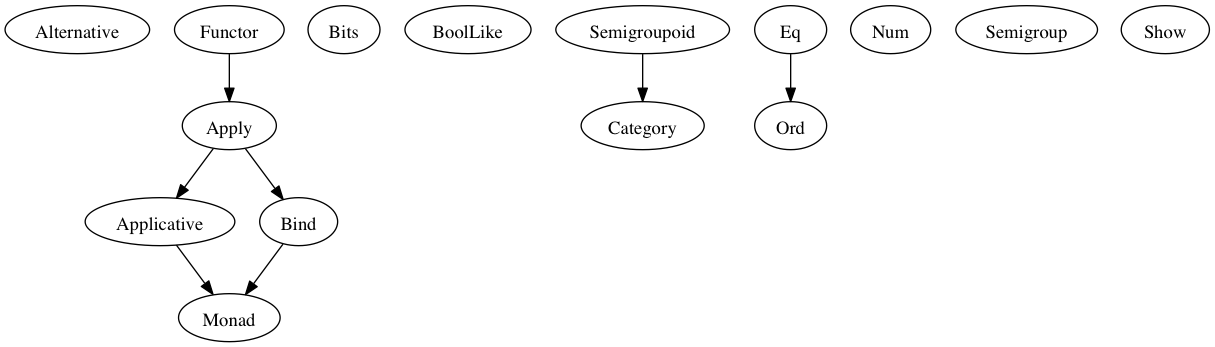 Alternative
Functor
Bits
BoolLike
Semigroupoid
Eq
Num
Semigroup
Show
Apply
Category
Ord
Applicative
Bind
Monad